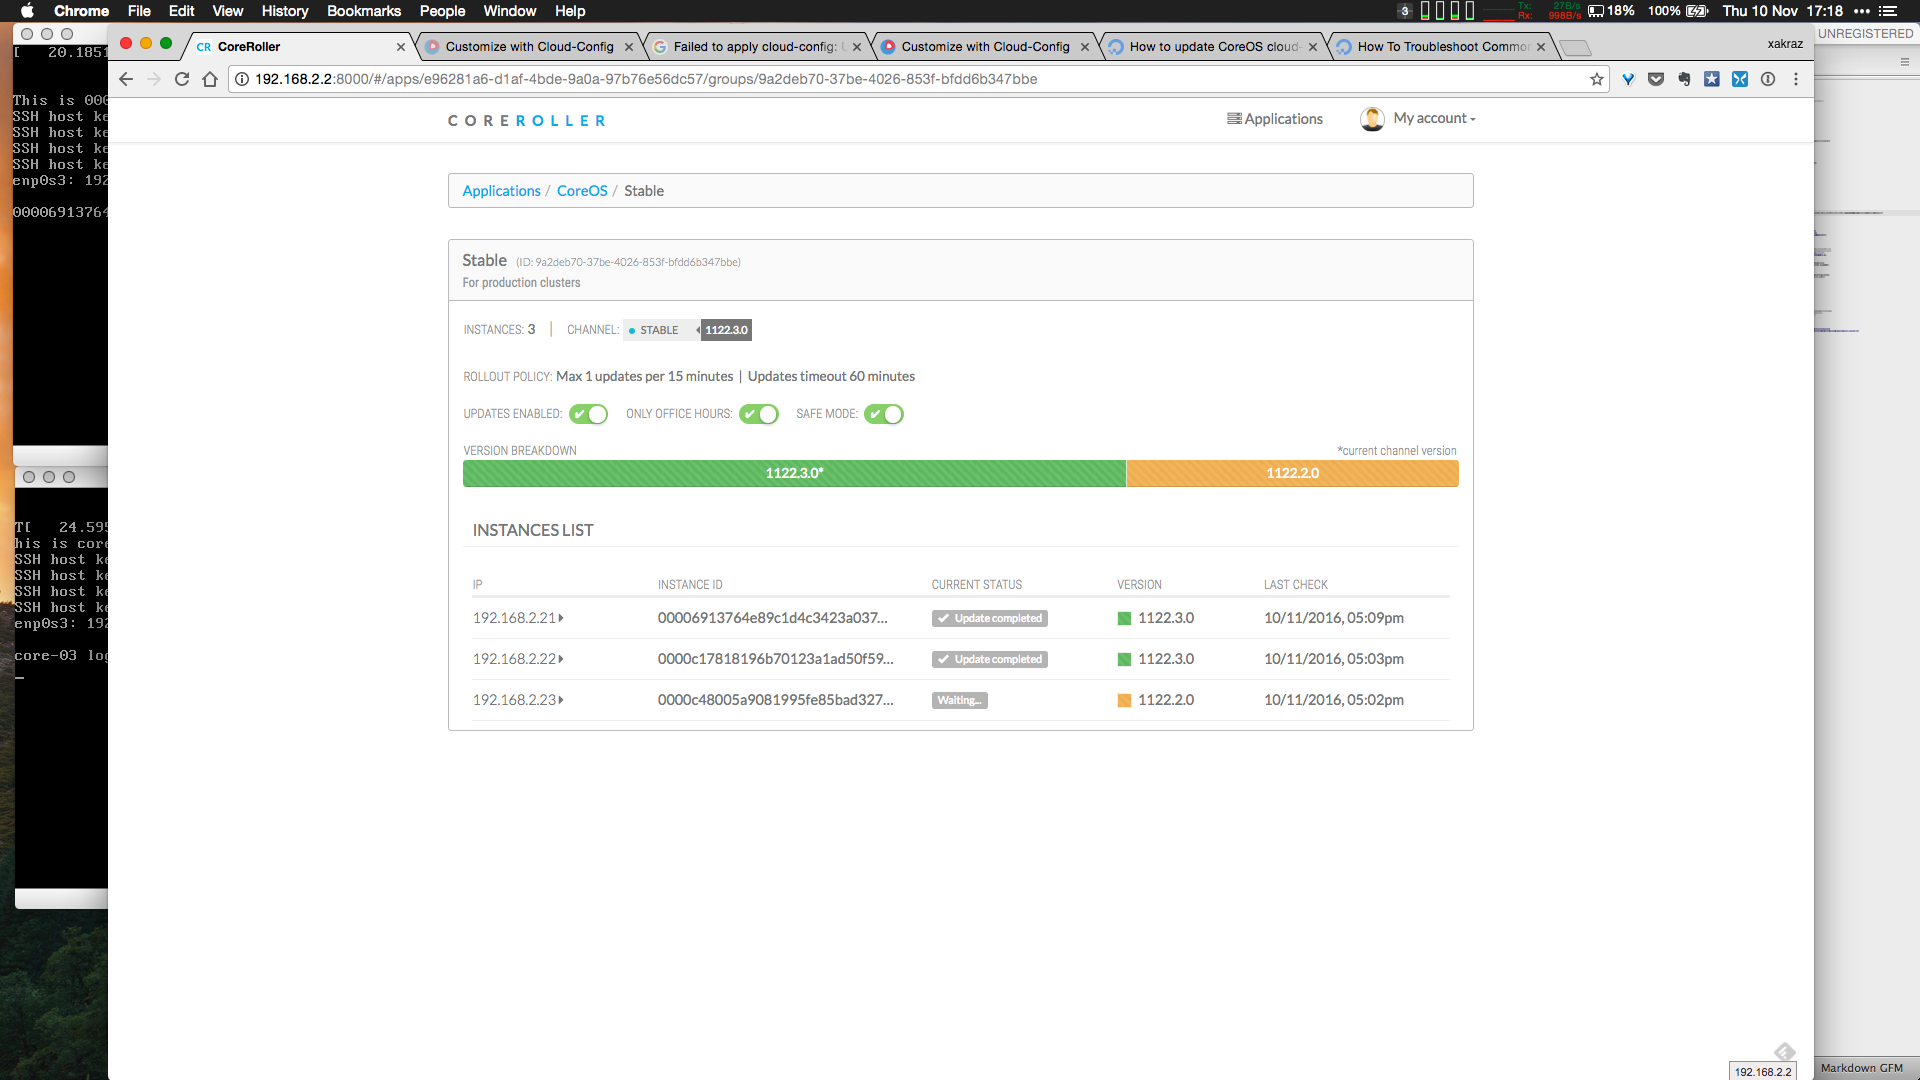 Chrome File Edit View History Bookmarks People Window Help
3 Tx: 27B/s Rx: 998B/s 18% 100% Thu 10 Nov 17:18
UNREGISTERED
CR CoreRoller
Customize with Cloud-Config
Failed to apply cloud-config: U
Customize with Cloud-Config
How to update CoreOS cloud-
How To Troubleshoot Common
xakraz
192.168.2.2:8000/#/apps/e96281a6-d1af-4bde-9a0a-97b76e56dc57/groups/9a2deb70-37be-4026-853f-bfdd6b347bbe
[ 20.1851
This is 000
SSH host ke
SSH host ke
SSH host ke
SSH host ke
enp0s3: 192
00006913764
T[ 24.595
his is core
SSH host ke
SSH host ke
SSH host ke
SSH host ke
enp0s3: 192
core-03 log
COREROLLER
Applications
My account
Applications / CoreOS / Stable
Stable (ID: 9a2deb70-37be-4026-853f-bfdd6b347bbe)
For production clusters
INSTANCES: 3 | CHANNEL: STABLE 1122.3.0
ROLLOUT POLICY: Max 1 updates per 15 minutes | Updates timeout 60 minutes
UPDATES ENABLED: ONLY OFFICE HOURS: SAFE MODE:
VERSION BREAKDOWN *current channel version
1122.3.0* 1122.2.0
INSTANCES LIST
IP INSTANCE ID CURRENT STATUS VERSION LAST CHECK
192.168.2.21 00006913764e89c1d4c3423a037... Update completed 1122.3.0 10/11/2016, 05:09pm
192.168.2.22 0000c17818196b70123a1ad50f59... Update completed 1122.3.0 10/11/2016, 05:03pm
192.168.2.23 0000c48005a9081995fe85bad327... Waiting... 1122.2.0 10/11/2016, 05:02pm
192.168.2.2
Markdown GFM